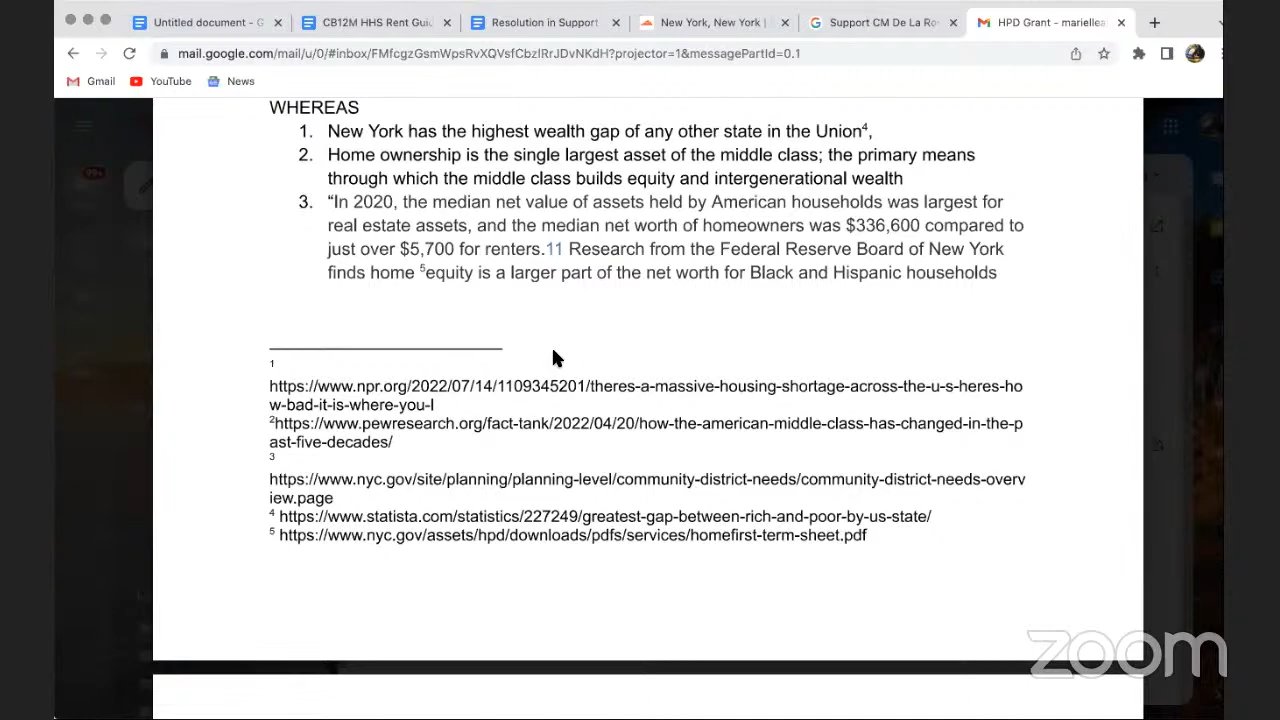 Untitled document - G
CB12M HHS Rent Guid
Resolution in Support
New York, New York |
Support CM De La Ro
HPD Grant - mariellea
mail.google.com/mail/u/0/#inbox/FMfcgzGsmWpsRvXQVsfCbzIRrJDvNKdH?projector=1&messagePartId=0.1
Gmail
YouTube
News
99+
WHEREAS
1. New York has the highest wealth gap of any other state in the Union4,
2. Home ownership is the single largest asset of the middle class; the primary means
through which the middle class builds equity and intergenerational wealth
3. “In 2020, the median net value of assets held by American households was largest for
real estate assets, and the median net worth of homeowners was $336,600 compared to
just over $5,700 for renters.11 Research from the Federal Reserve Board of New York
finds home 5equity is a larger part of the net worth for Black and Hispanic households
1
https://www.npr.org/2022/07/14/1109345201/theres-a-massive-housing-shortage-across-the-u-s-heres-ho
w-bad-it-is-where-you-l
2https://www.pewresearch.org/fact-tank/2022/04/20/how-the-american-middle-class-has-changed-in-the-p
ast-five-decades/
3
https://www.nyc.gov/site/planning/planning-level/community-district-needs/community-district-needs-overv
iew.page
4 https://www.statista.com/statistics/227249/greatest-gap-between-rich-and-poor-by-us-state/
5 https://www.nyc.gov/assets/hpd/downloads/pdfs/services/homefirst-term-sheet.pdf
zoom